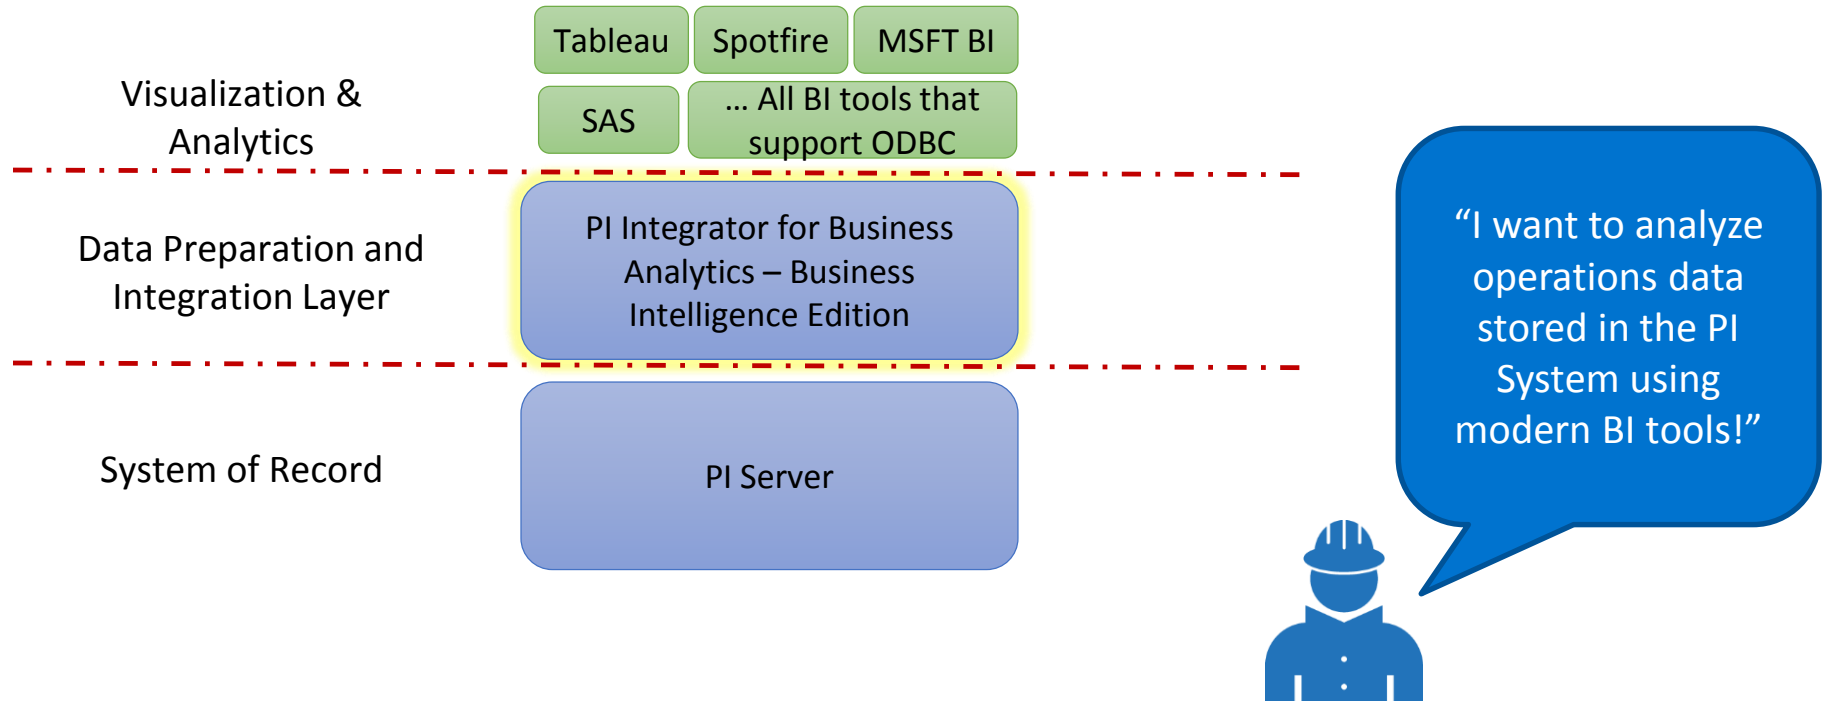 Tableau
Spotfire
MSFT BI
Visualization &
Analytics
SAS
... All BI tools that
support ODBC
Data Preparation and
Integration Layer
PI Integrator for Business
Analytics – Business
Intelligence Edition
System of Record
PI Server
“I want to analyze
operations data
stored in the PI
System using
modern BI tools!”